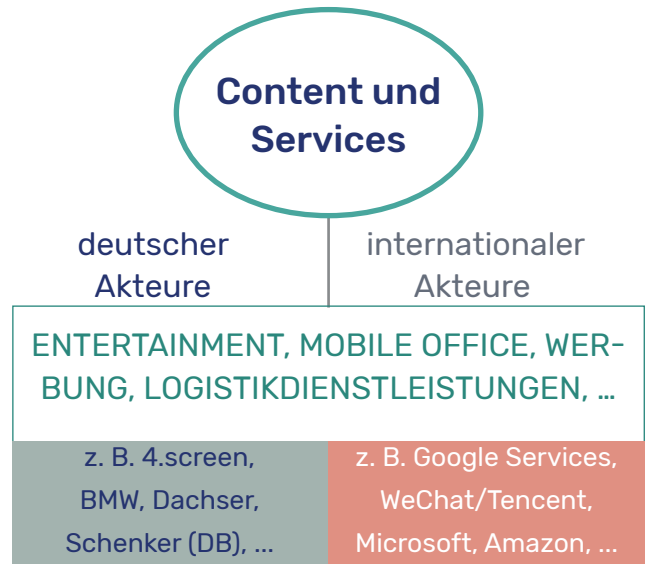 Content und
Services
deutscher
Akteure
internationaler
Akteure
ENTERTAINMENT, MOBILE OFFICE, WER-
BUNG, LOGISTIKDIENSTLEISTUNGEN, …
z. B. 4.screen,
BMW, Dachser,
Schenker (DB), ...
z. B. Google Services,
WeChat/Tencent,
Microsoft, Amazon, ...